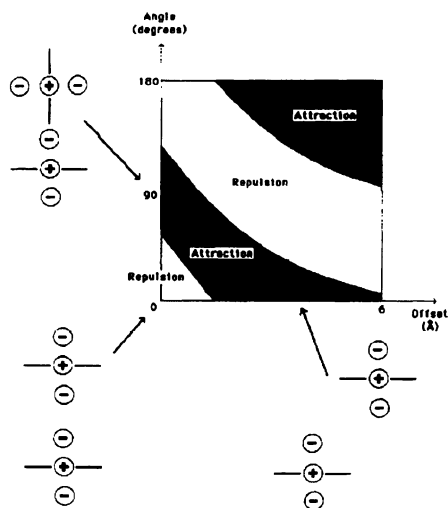 Angle
(degrees)
180
Attraction
Repulsion
90
Attraction
Repulsion
0
6
Offset
(Å)
− + −
−
+
−
−
+
−
−
+
−
−
+
−
−
+
−